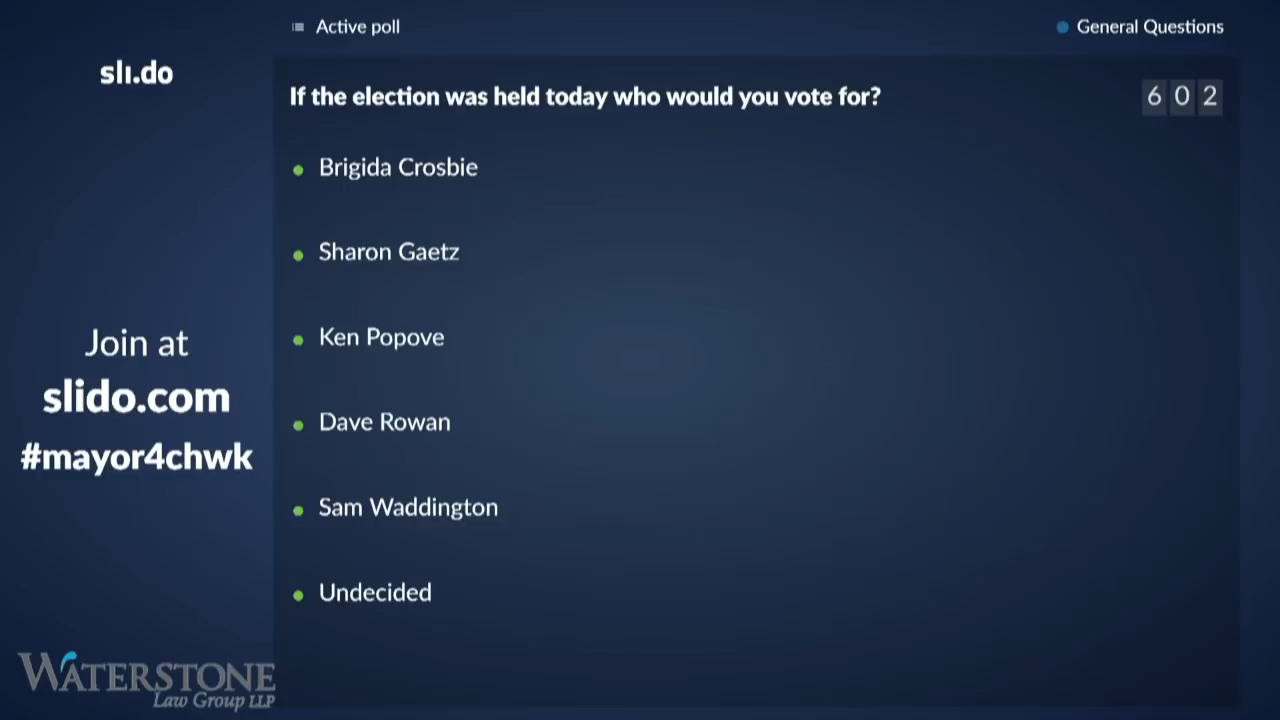 Active poll
General Questions
sli.do
If the election was held today who would you vote for?
602
Brigida Crosbie
Sharon Gaetz
Ken Popove
Join at
slido.com
#mayor4chwk
Dave Rowan
Sam Waddington
Undecided
WATERSTONE
Law Group LLP